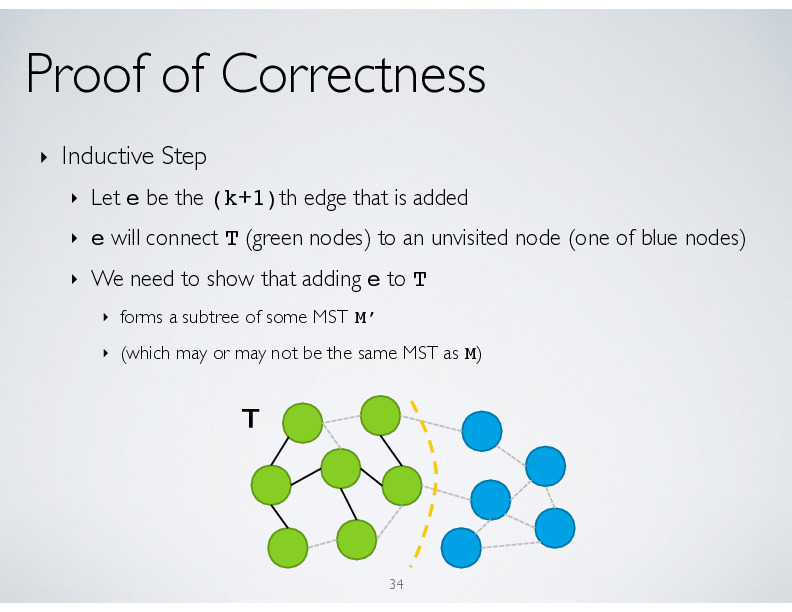 Proof of Correctness
‣ Inductive Step
‣ Let e be the (k+1)th edge that is added
‣ e will connect T (green nodes) to an unvisited node (one of blue nodes)
‣ We need to show that adding e to T
‣ forms a subtree of some MST M’
‣ (which may or may not be the same MST as M)
T
34